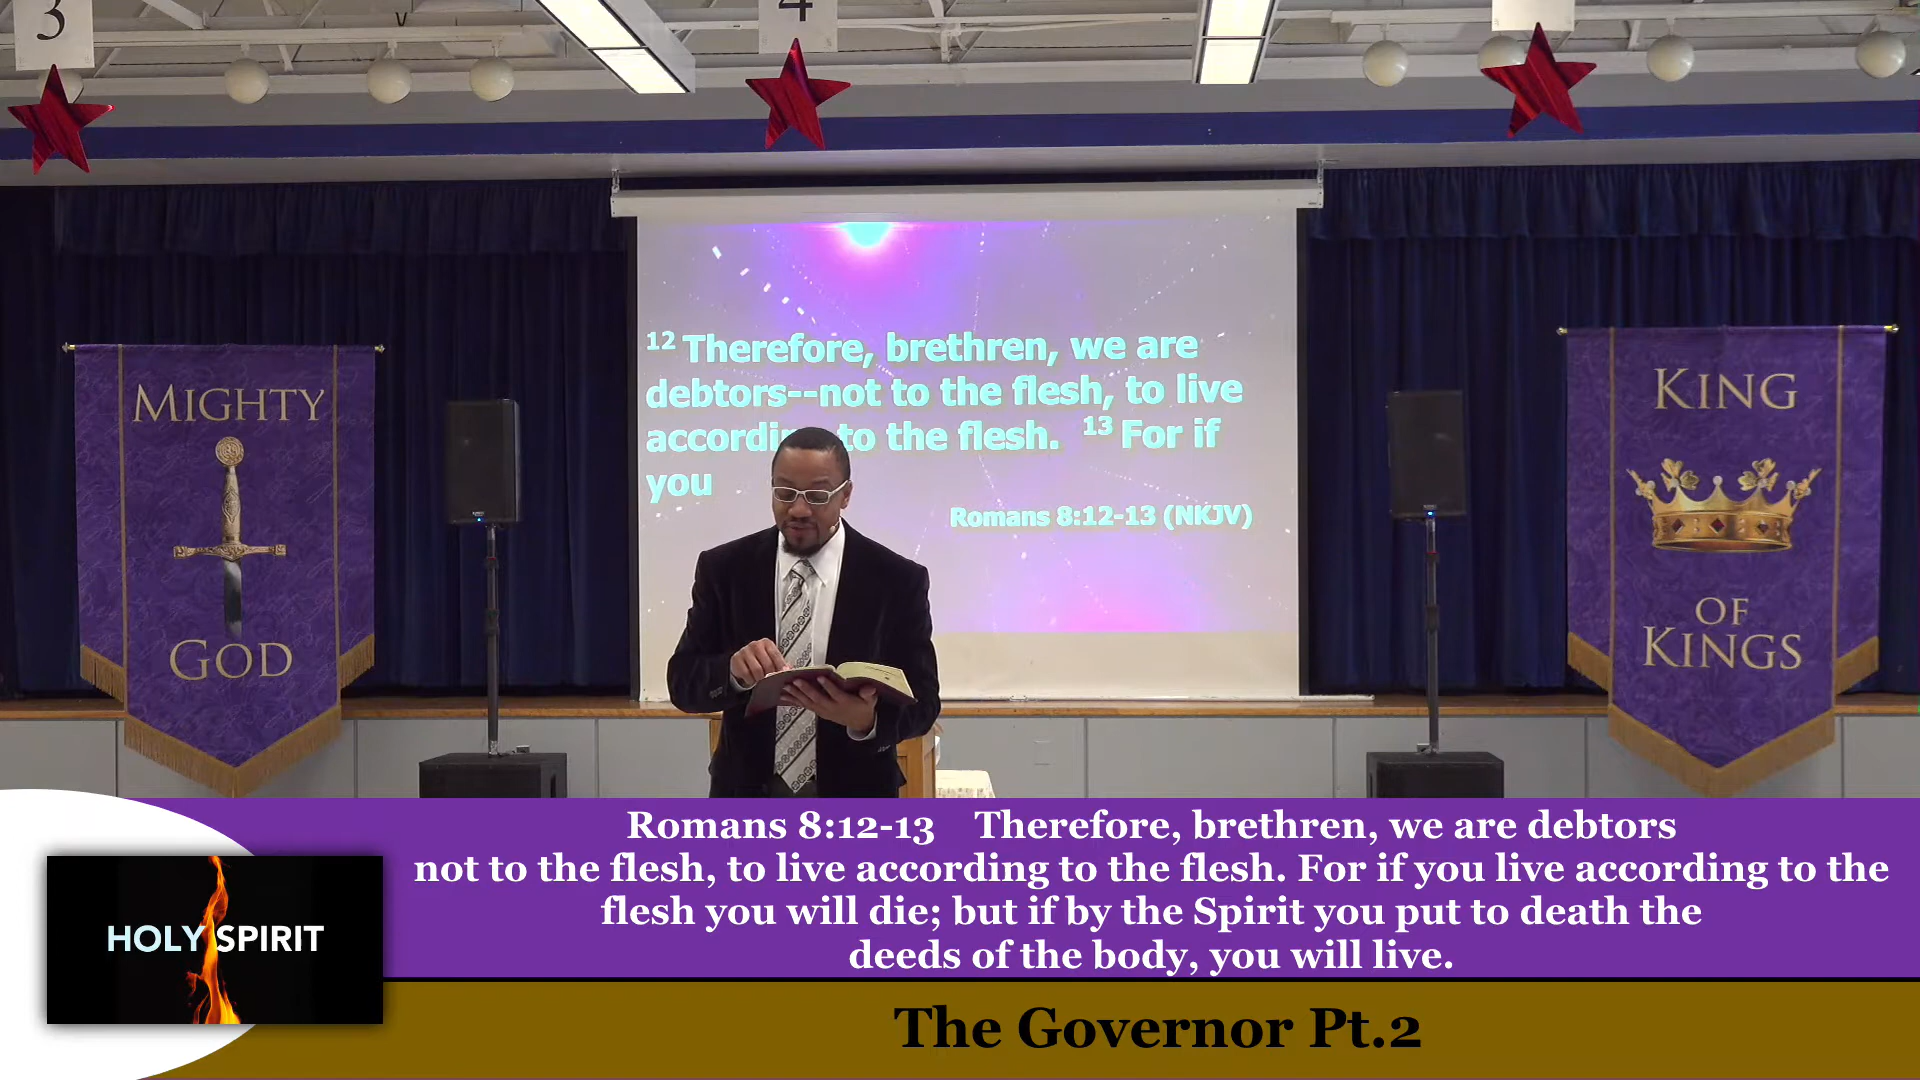 3
4
12 Therefore, brethren, we are
debtors--not to the flesh, to live
to the flesh. 13 For if
you
Romans 8:12-13 (NKJV)
MIGHTY
GOD
KING
OF
KINGS
Romans 8:12-13 Therefore, brethren, we are debtors
not to the flesh, to live according to the flesh. For if you live according to the
flesh you will die; but if by the Spirit you put to death the
deeds of the body, you will live.
HOLY SPIRIT
The Governor Pt.2